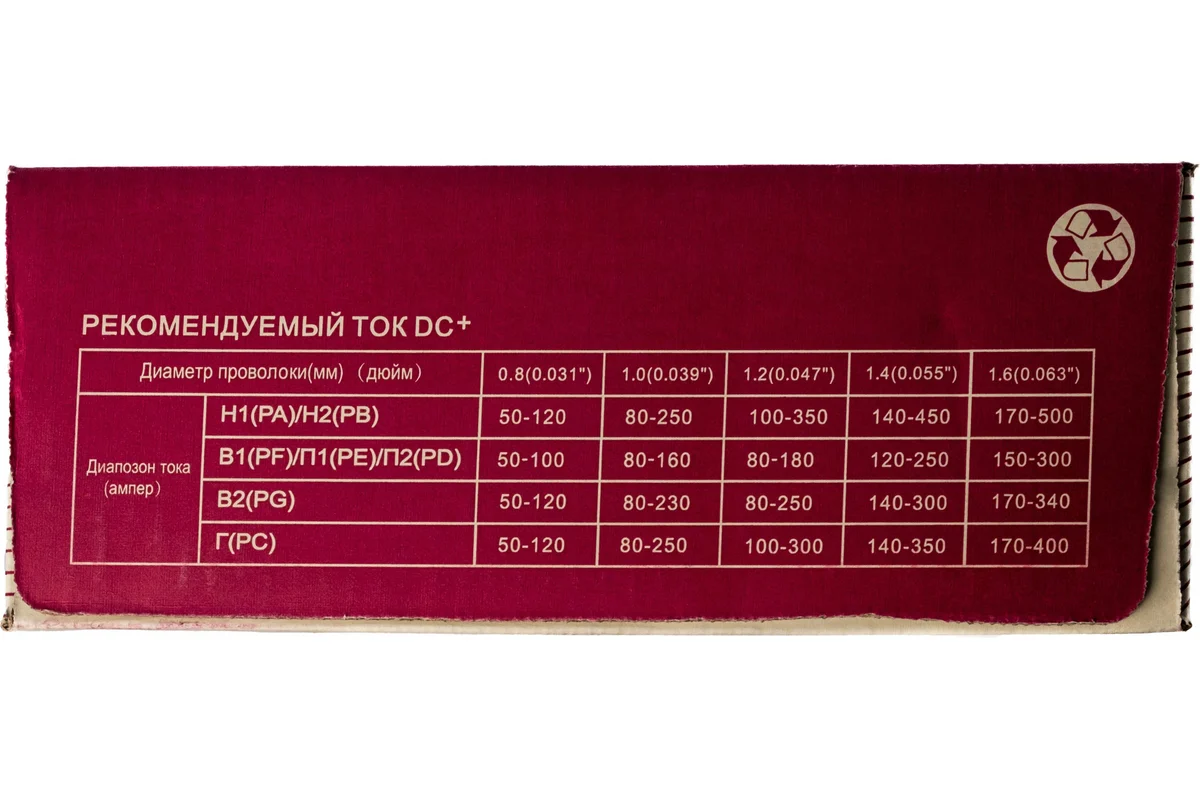 РЕКОМЕНДУЕМЫЙ ТОК DC+
Диаметр проволоки(мм) （дюйм） 0.8(0.031") 1.0(0.039") 1.2(0.047") 1.4(0.055") 1.6(0.063")
Диапозон тока
(ампер）
Н1(PA)/Н2(PB) 50-120 80-250 100-350 140-450 170-500
В1(PF)/П1(PE)/П2(PD) 50-100 80-160 80-180 120-250 150-300
В2(PG) 50-120 80-230 80-250 140-300 170-340
Г(PC) 50-120 80-250 100-300 140-350 170-400